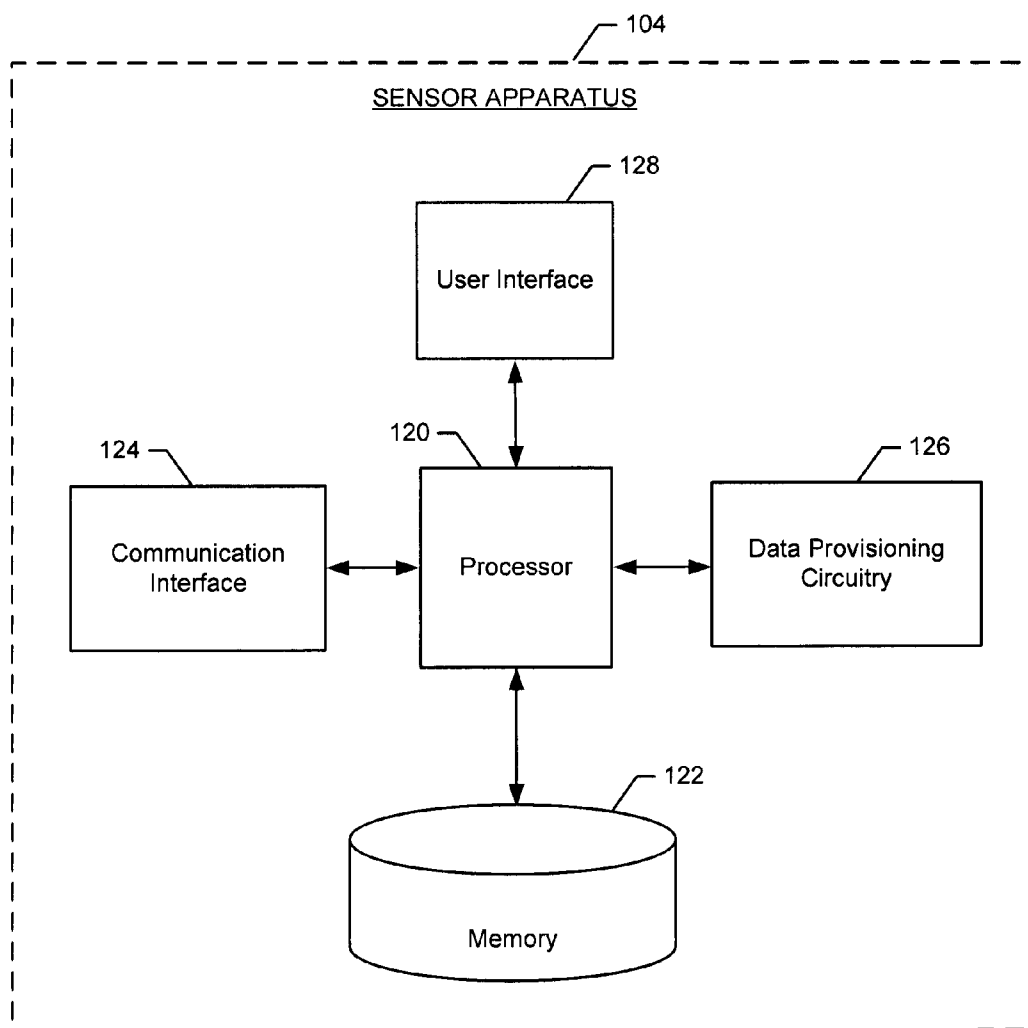 104
SENSOR APPARATUS
128
User Interface
124
120
126
Communication
Interface
Processor
Data Provisioning
Circuitry
122
Memory